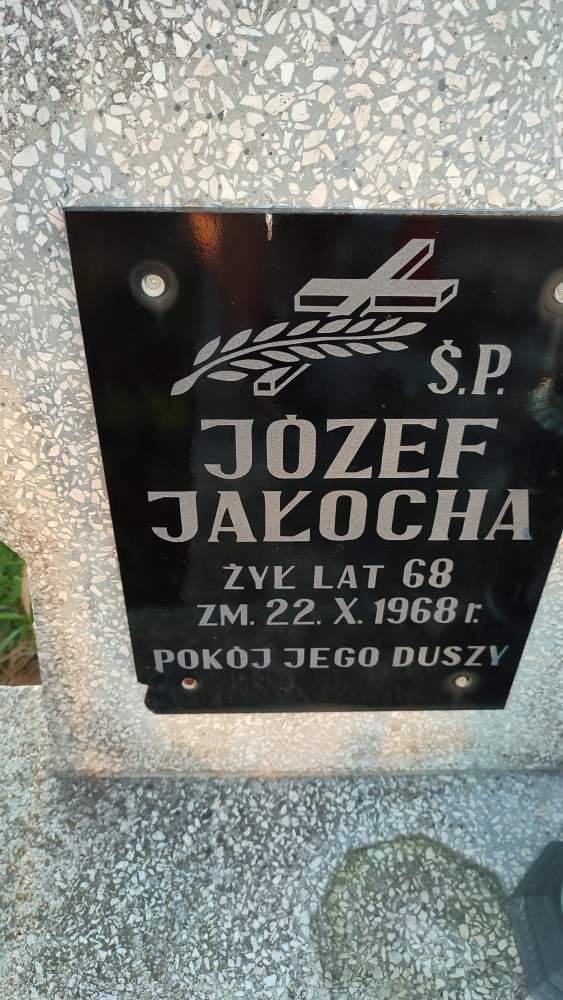 Ś.P.
JÓZEF
JAŁOCHA
ŻYŁ LAT 68
ZM. 22. X. 1968 r.
POKÓJ JEGO DUSZY